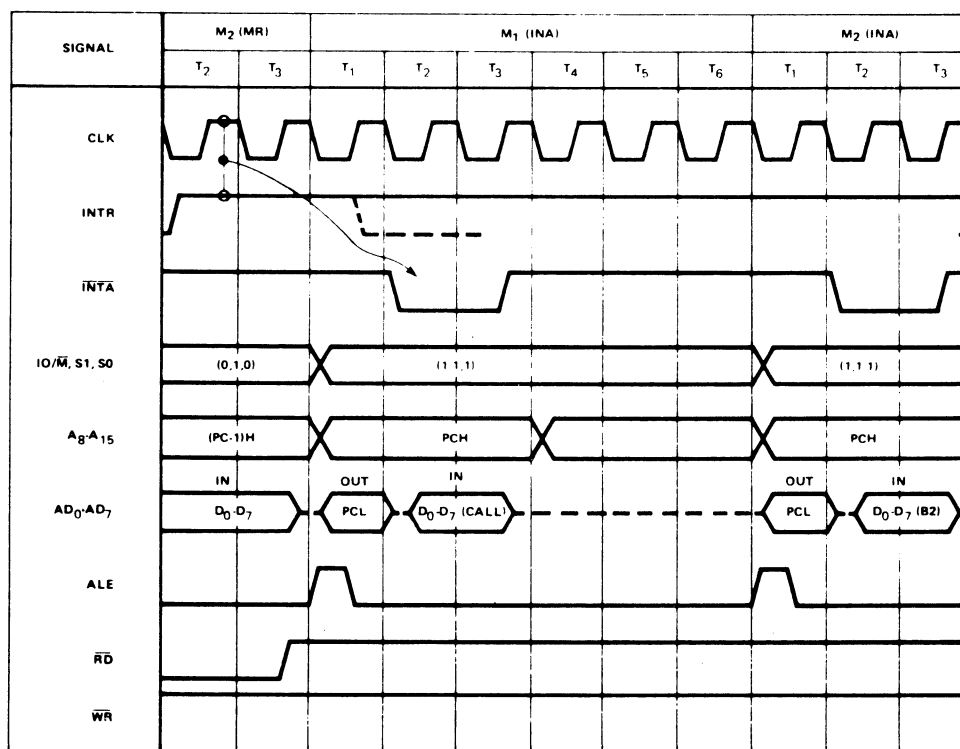 SIGNAL
M2 (MR)
M1 (INA)
M2 (INA)
T2 T3 T1 T2 T3 T4 T5 T6 T1 T2 T3
CLK
INTR
INTA
IO/M, S1, S0
(0,1,0) (1 1,1) (1,1 1)
A8-A15
(PC-1)H PCH PCH
IN OUT IN OUT IN
AD0-AD7
D0-D7 PCL D0-D7 (CALL) PCL D0-D7 (B2)
ALE
RD
WR